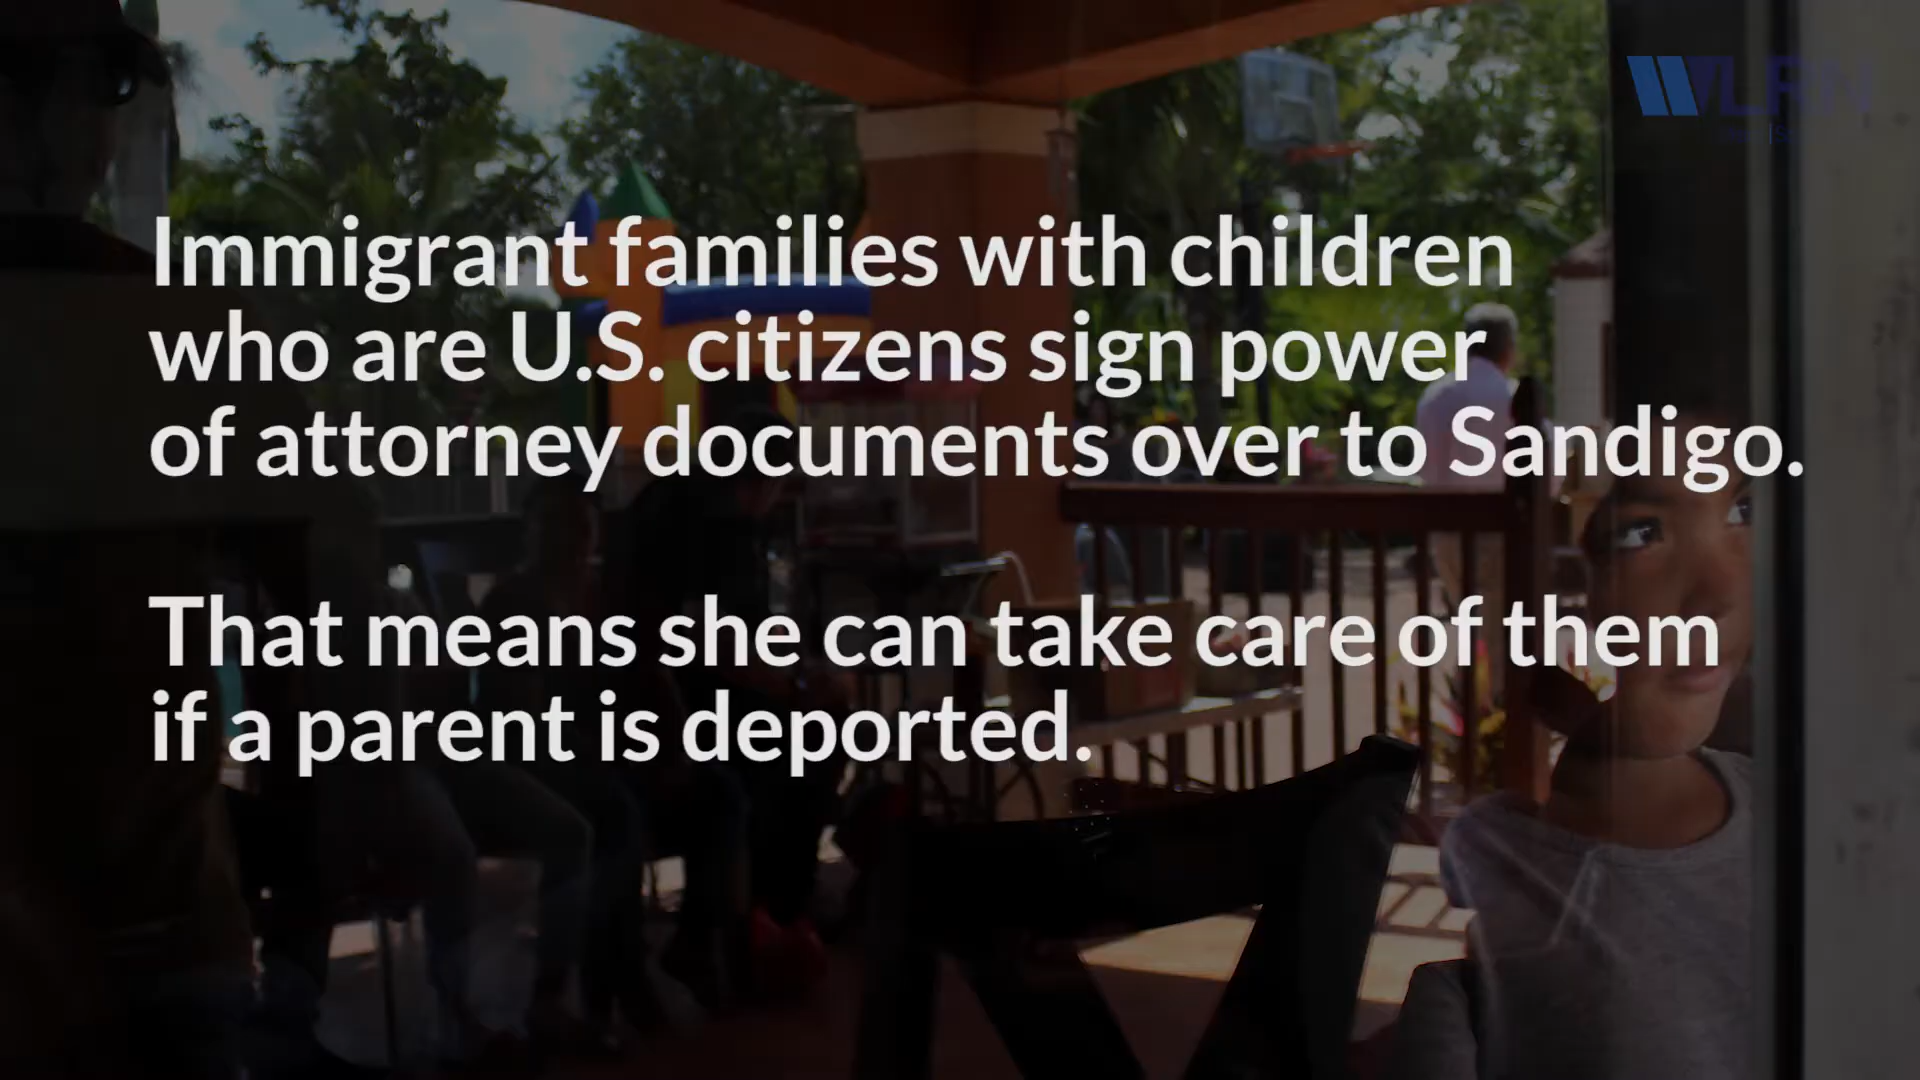 WLRN
Immigrant families with children
who are U.S. citizens sign power
of attorney documents over to Sandigo.
That means she can take care of them
if a parent is deported.